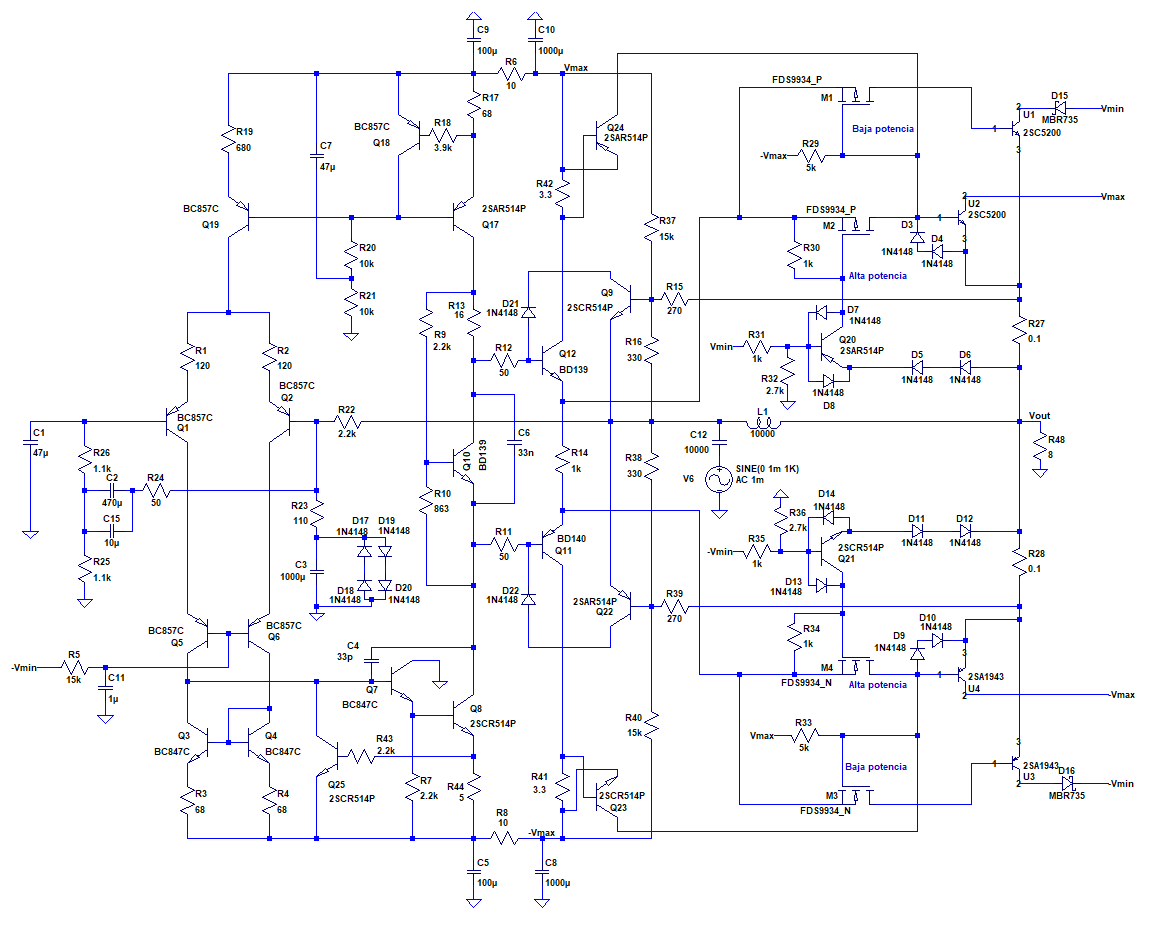 C9
100µ
C10
1000µ
R6
10
Vmax
R17
68
R19
680
BC857C
Q18
R18
3.9k
C7
47µ
Q24
2SAR514P
FDS9934_P
M1
Baja potencia
-Vmax
R29
5k
D15
MBR735
Vmin
2
U1
1
2SC5200
3
BC857C
Q19
2SAR514P
Q17
R42
3.3
R37
15k
FDS9934_P
M2
R30
1k
Alta potencia
2
Vmax
U2
1
2SC5200
3
D3
1N4148
D4
1N4148
R20
10k
R21
10k
R13
16
D21
1N4148
Q9
2SCR514P
R15
270
R9
2.2k
R12
50
Q12
BD139
R16
330
D7
1N4148
Vmin
R31
1k
Q20
2SAR514P
R32
2.7k
1N4148
D8
D5
1N4148
D6
1N4148
R27
0.1
R1
120
R2
120
BC857C
Q2
BC857C
Q1
R22
2.2k
C1
47µ
R26
1.1k
C2
470µ
R24
50
C15
10µ
R25
1.1k
R23
110
D17
1N4148
D19
1N4148
C3
1000µ
D18
1N4148
D20
1N4148
Q10
BD139
C6
33n
R10
863
R14
1k
R38
330
C12
10000
L1
10000
V6
SINE(0 1m 1K)
AC 1m
Vout
R48
8
R11
50
BD140
Q11
D22
1N4148
2SAR514P
Q22
R39
270
R36
2.7k
D14
1N4148
-Vmin
R35
1k
2SCR514P
Q21
D13
1N4148
D11
1N4148
D12
1N4148
R28
0.1
BC857C
Q5
BC857C
Q6
-Vmin
R5
15k
C11
1µ
C4
33p
Q7
BC847C
Q8
2SCR514P
R34
1k
M4
FDS9934_N
Alta potencia
D9
1N4148
D10
1N4148
3
1
2SA1943
U4
2
-Vmax
Q3
BC847C
Q4
BC847C
Q25
2SCR514P
R43
2.2k
R7
2.2k
R44
5
R41
3.3
2SCR514P
Q23
R40
15k
Vmax
R33
5k
Baja potencia
M3
FDS9934_N
3
1
2SA1943
U3
2
D16
MBR735
-Vmin
R3
68
R4
68
R8
10
-Vmax
C5
100µ
C8
1000µ